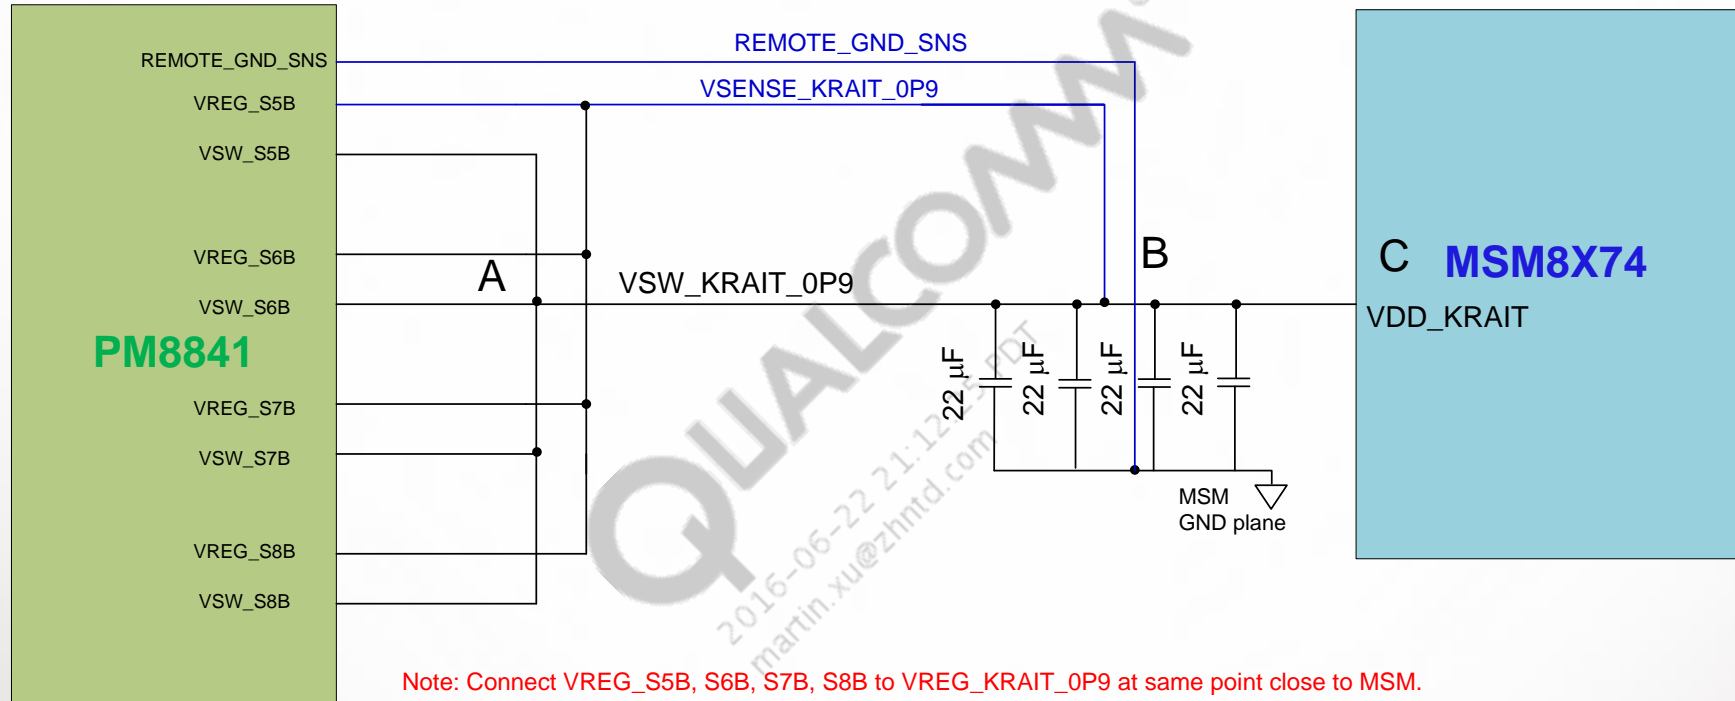 REMOTE_GND_SNS
REMOTE_GND_SNS
VREG_S5B
VSENSE_KRAIT_0P9
VSW_S5B
VREG_S6B
A
VSW_KRAIT_0P9
B
C MSM8X74
VSW_S6B
VDD_KRAIT
PM8841
22 µF
22 µF
22 µF
22 µF
VREG_S7B
VSW_S7B
MSM
GND plane
VREG_S8B
VSW_S8B
QUALCOMM
2016-06-22 21:12:25 PDT
martin.xu@zhntd.com
Note: Connect VREG_S5B, S6B, S7B, S8B to VREG_KRAIT_0P9 at same point close to MSM.